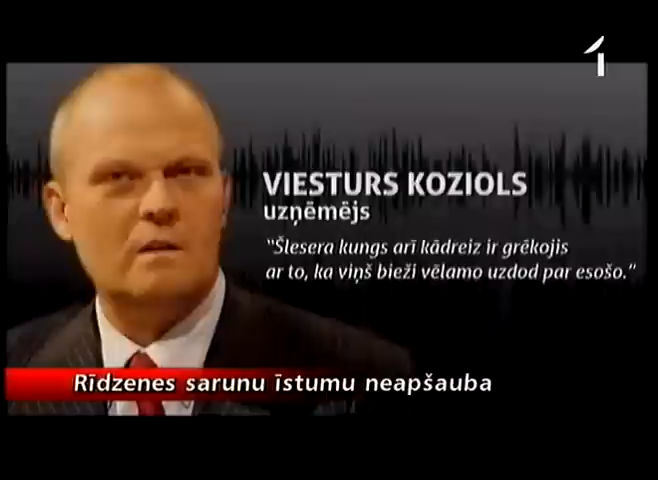 1
VIESTURS KOZIOLS
uzņēmējs
"Šlesera kungs arī kādreiz ir grēkojis
ar to, ka viņš bieži vēlamo uzdod par esošo."
Rīdzenes sarunu īstumu neapšauba